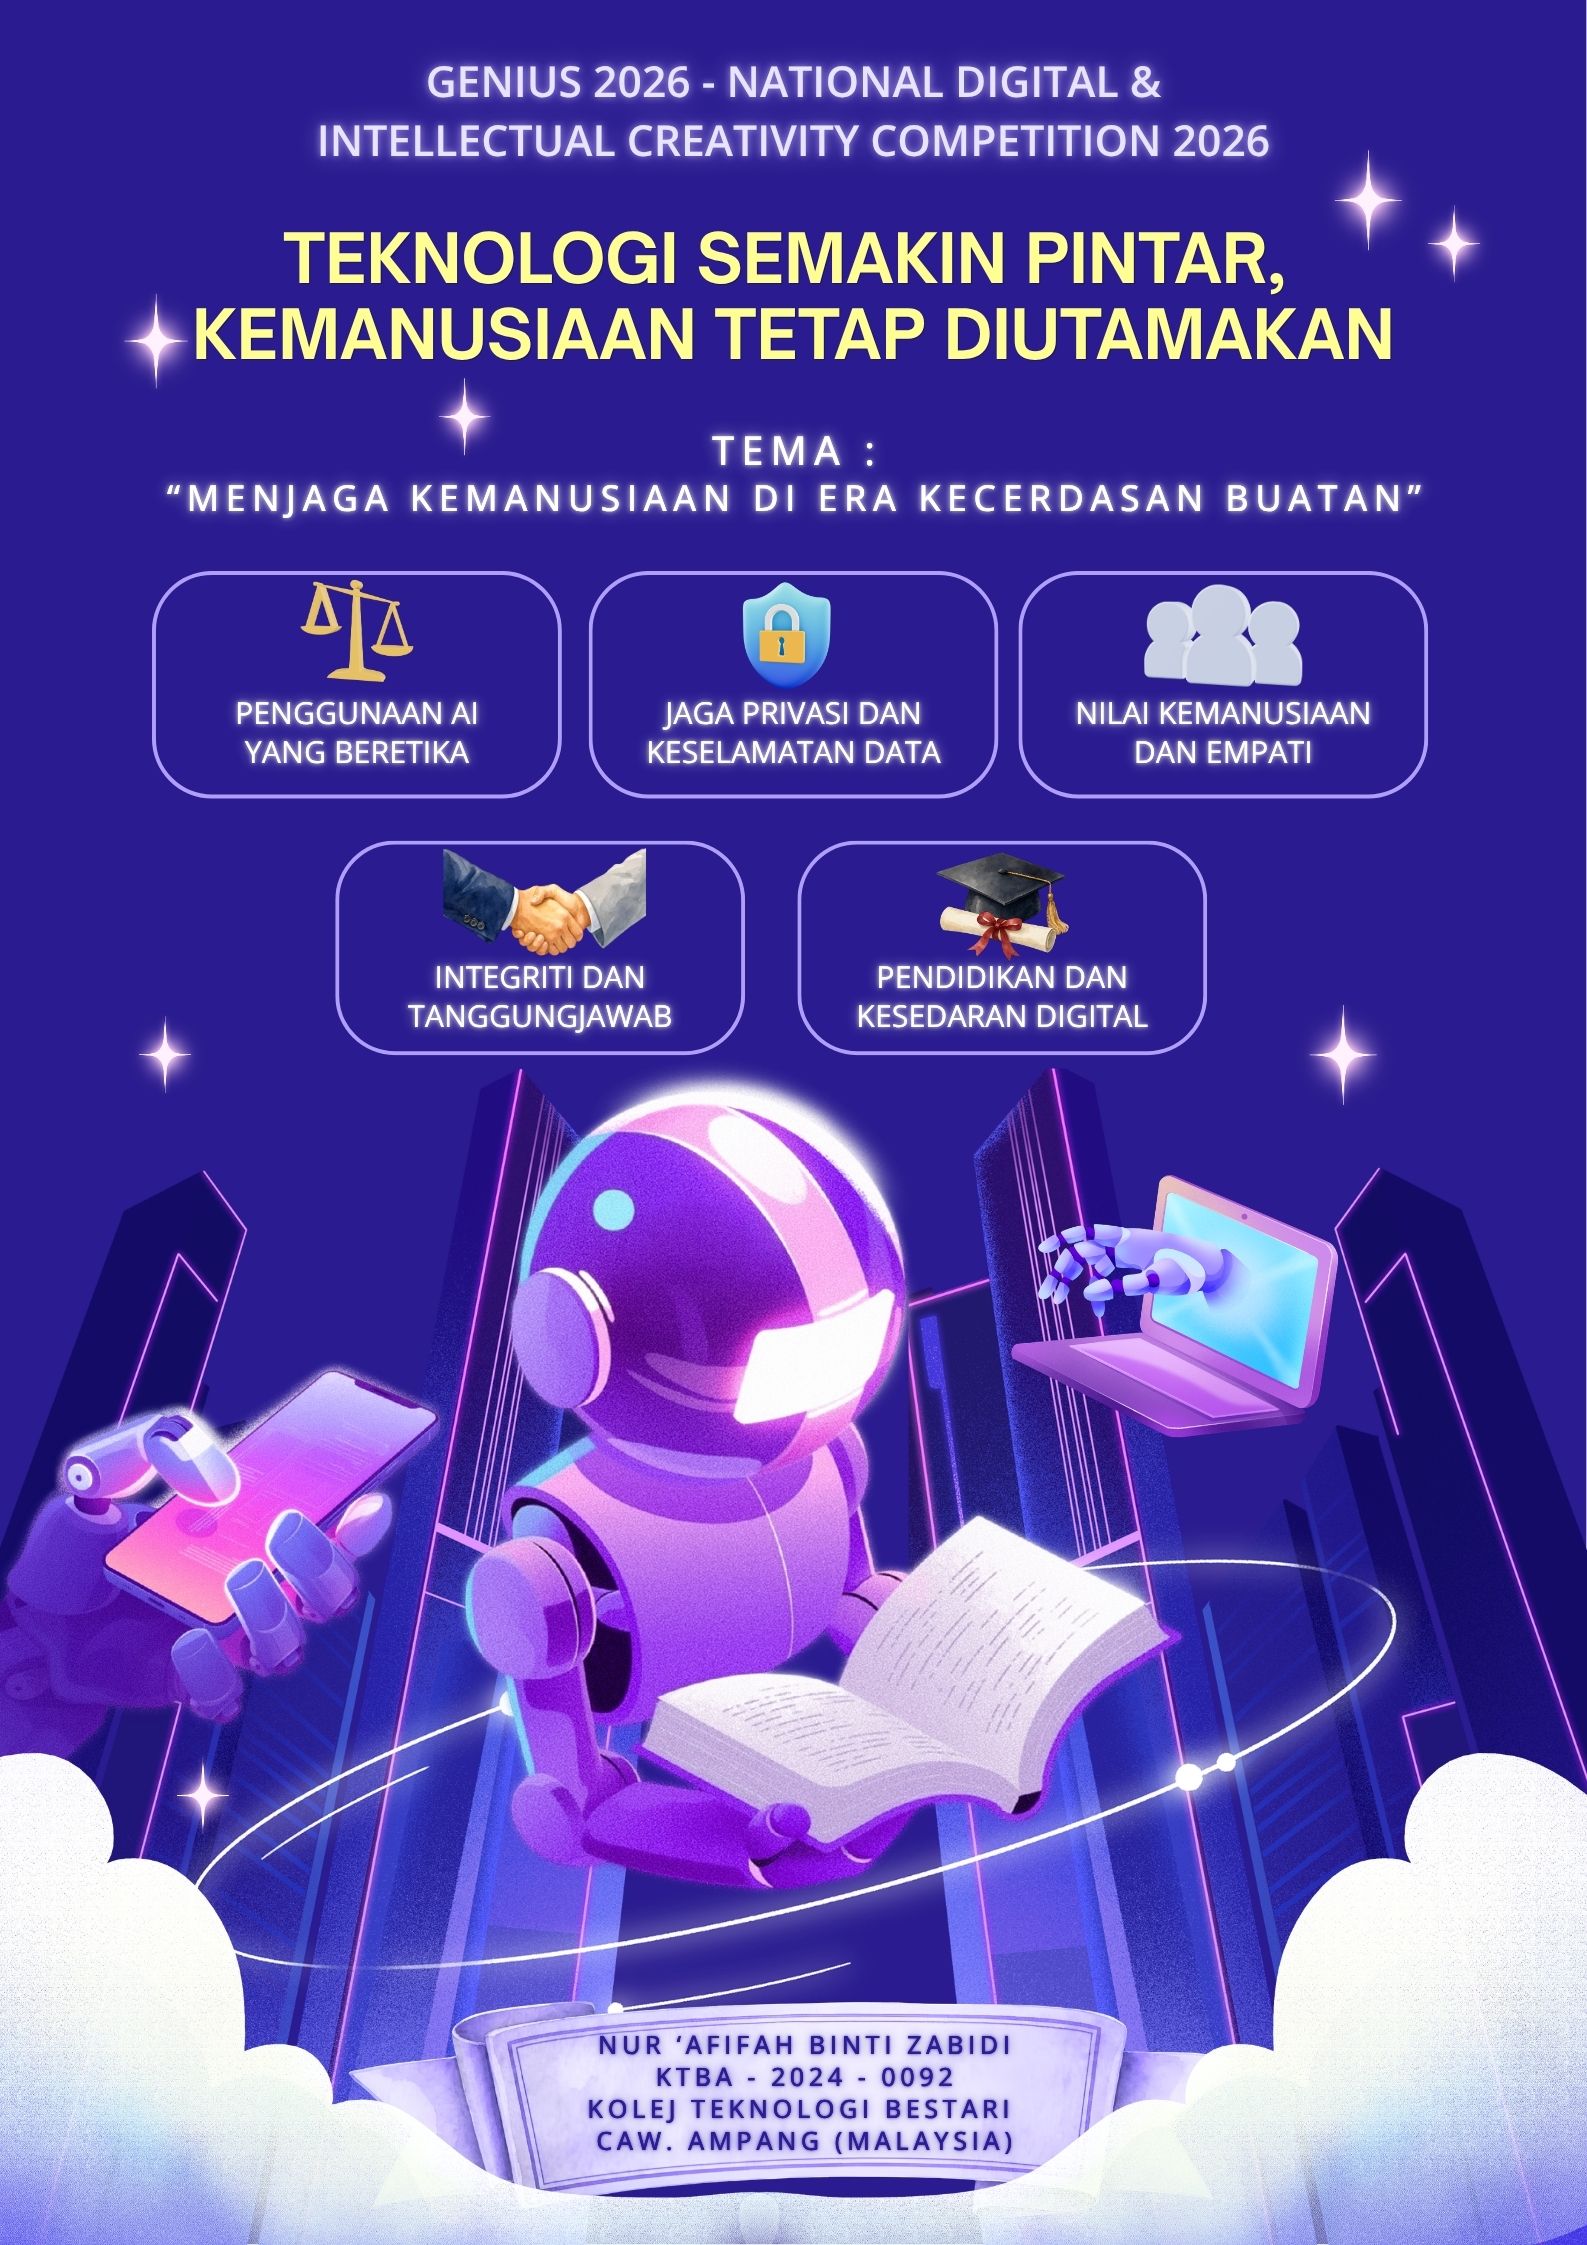 GENIUS 2026 - NATIONAL DIGITAL &
INTELLECTUAL CREATIVITY COMPETITION 2026
TEKNOLOGI SEMAKIN PINTAR,
KEMANUSIAAN TETAP DIUTAMAKAN
TEMA :
“MENJAGA KEMANUSIAAN DI ERA KECERDASAN BUATAN”
PENGGUNAAN AI
YANG BERETIKA
JAGA PRIVASI DAN
KESELAMATAN DATA
NILAI KEMANUSIAAN
DAN EMPATI
INTEGRITI DAN
TANGGUNGJAWAB
PENDIDIKAN DAN
KESEDARAN DIGITAL
NUR ‘AFIFAH BINTI ZABIDI
KTBA - 2024 - 0092
KOLEJ TEKNOLOGI BESTARI
CAW. AMPANG (MALAYSIA)